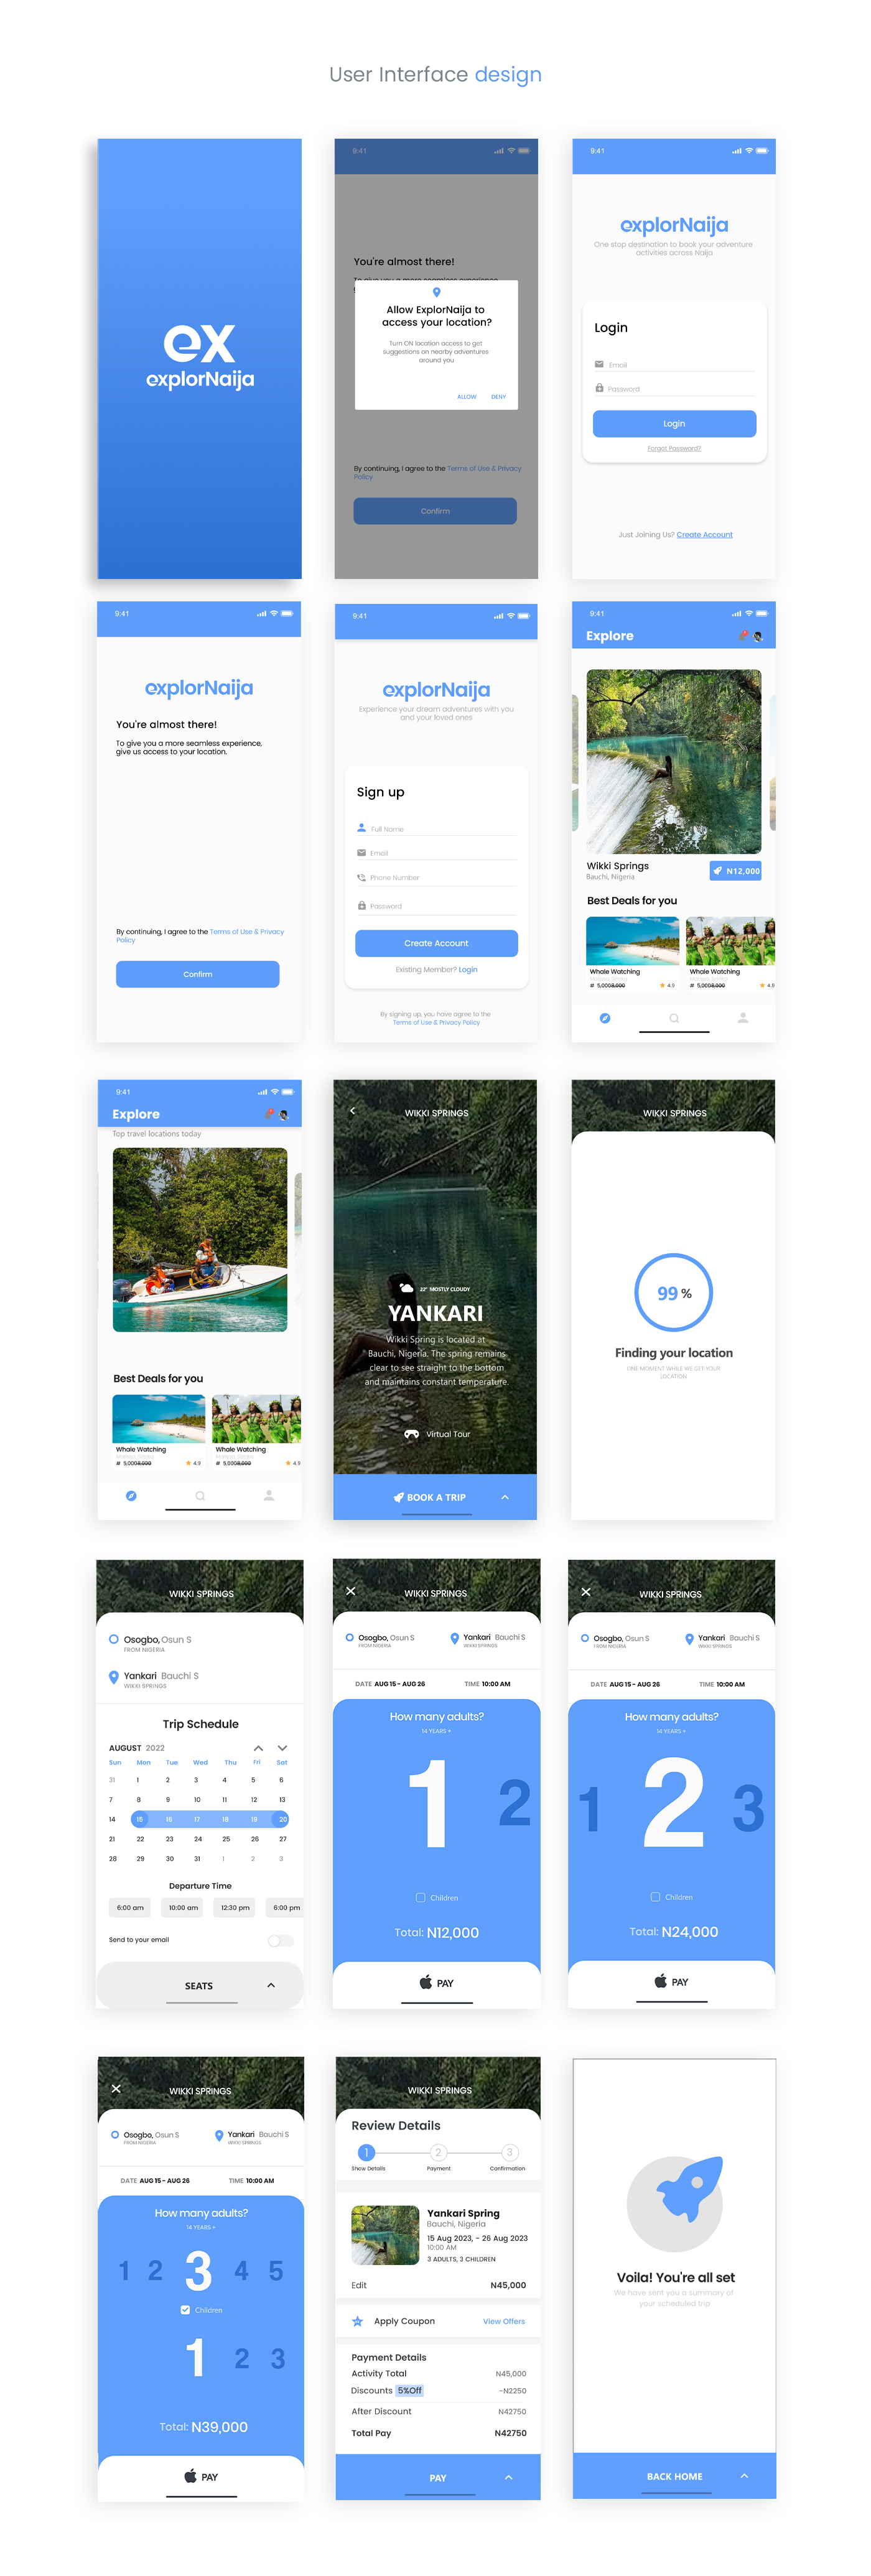 User Interface design
ex
explorNaija
9:41
You're almost there!
Allow ExplorNaija to
access your location?
Turn ON location access to get
suggestions on nearby adventures
around you
ALLOW DENY
By continuing, I agree to the Terms of Use & Privacy
Policy
Confirm
9:41
explorNaija
One stop destination to book your adventure
activities across Naija
Login
Email
Password
Login
Forgot Password?
Just Joining Us? Create Account
9:41
explorNaija
You're almost there!
To give you a more seamless experience,
give us access to your location.
By continuing, I agree to the Terms of Use & Privacy
Policy
Confirm
9:41
explorNaija
Experience your dream adventures with you
and your loved ones
Sign up
Full Name
Email
Phone Number
Password
Create Account
Existing Member? Login
By signing up, you have agree to the
Terms of Use & Privacy Policy
9:41
Explore
Wikki Springs
Bauchi, Nigeria
N12,000
Best Deals for you
Whale Watching
5,000 8,000 4.9
Whale Watching
5,000 8,000 4.9
9:41
Explore
Top travel locations today
Best Deals for you
Whale Watching
5,000 8,000 4.9
Whale Watching
5,000 8,000 4.9
WIKKI SPRINGS
22° MOSTLY CLOUDY
YANKARI
Wikki Spring is located at
Bauchi, Nigeria. The spring remains
clear to see straight to the bottom
and maintains constant temperature.
Virtual Tour
BOOK A TRIP
WIKKI SPRINGS
99 %
Finding your location
ONE MOMENT WHILE WE GET YOUR
LOCATION
WIKKI SPRINGS
Osogbo, Osun S
FROM NIGERIA
Yankari Bauchi S
WIKKI SPRINGS
Trip Schedule
AUGUST 2022
Sun Mon Tue Wed Thu Fri Sat
31 1 2 3 4 5 6
7 8 9 10 11 12 13
14 15 16 17 18 19 20
21 22 23 24 25 26 27
28 29 30 31 1 2 3
Departure Time
6:00 am 10:00 am 12:30 pm 6:00 pm
Send to your email
SEATS
WIKKI SPRINGS
Osogbo, Osun S
FROM NIGERIA
Yankari Bauchi S
WIKKI SPRINGS
DATE AUG 15 - AUG 26 TIME 10:00 AM
How many adults?
14 YEARS +
1 2
Children
Total: N12,000
PAY
WIKKI SPRINGS
Osogbo, Osun S
FROM NIGERIA
Yankari Bauchi S
WIKKI SPRINGS
DATE AUG 15 - AUG 26 TIME 10:00 AM
How many adults?
14 YEARS +
1 2 3
Children
Total: N24,000
PAY
WIKKI SPRINGS
Osogbo, Osun S
FROM NIGERIA
Yankari Bauchi S
WIKKI SPRINGS
DATE AUG 15 - AUG 26 TIME 10:00 AM
How many adults?
14 YEARS +
1 2 3 4 5
Children
1 2 3
Total: N39,000
PAY
WIKKI SPRINGS
Review Details
1 2 3
Show Details Payment Confirmation
Yankari Spring
Bauchi, Nigeria
15 Aug 2023, - 26 Aug 2023
10:00 AM
3 ADULTS, 3 CHILDREN
Edit N45,000
Apply Coupon View Offers
Payment Details
Activity Total N45,000
Discounts 5%Off -N2250
After Discount N42750
Total Pay N42750
PAY
Voila! You're all set
We have sent you a summary of
your scheduled trip
BACK HOME